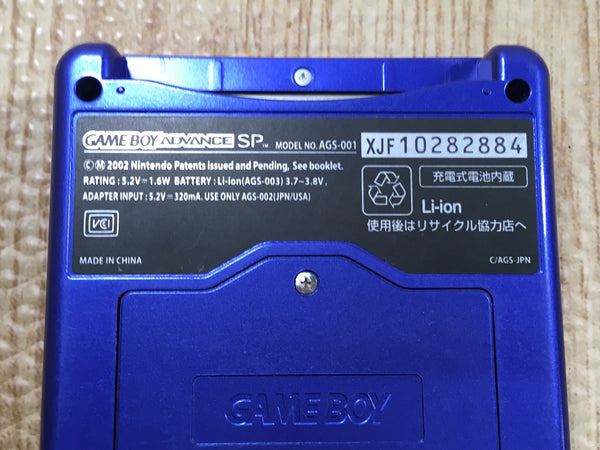 GAME BOY ADVANCE SP™ MODEL NO. AGS-001 XJF10282884
©Ⓜ 2002 Nintendo Patents Issued and Pending, See booklet.
RATING : 5.2V⎓1.6W BATTERY : Li-ion(AGS-003) 3.7~3.8V .
ADAPTER INPUT : 5.2V⎓320mA. USE ONLY AGS-002(JPN/USA)
充電式電池内蔵
Li-ion
使用後はリサイクル協力店へ
VCI
MADE IN CHINA
C/AGS-JPN
GAME BOY